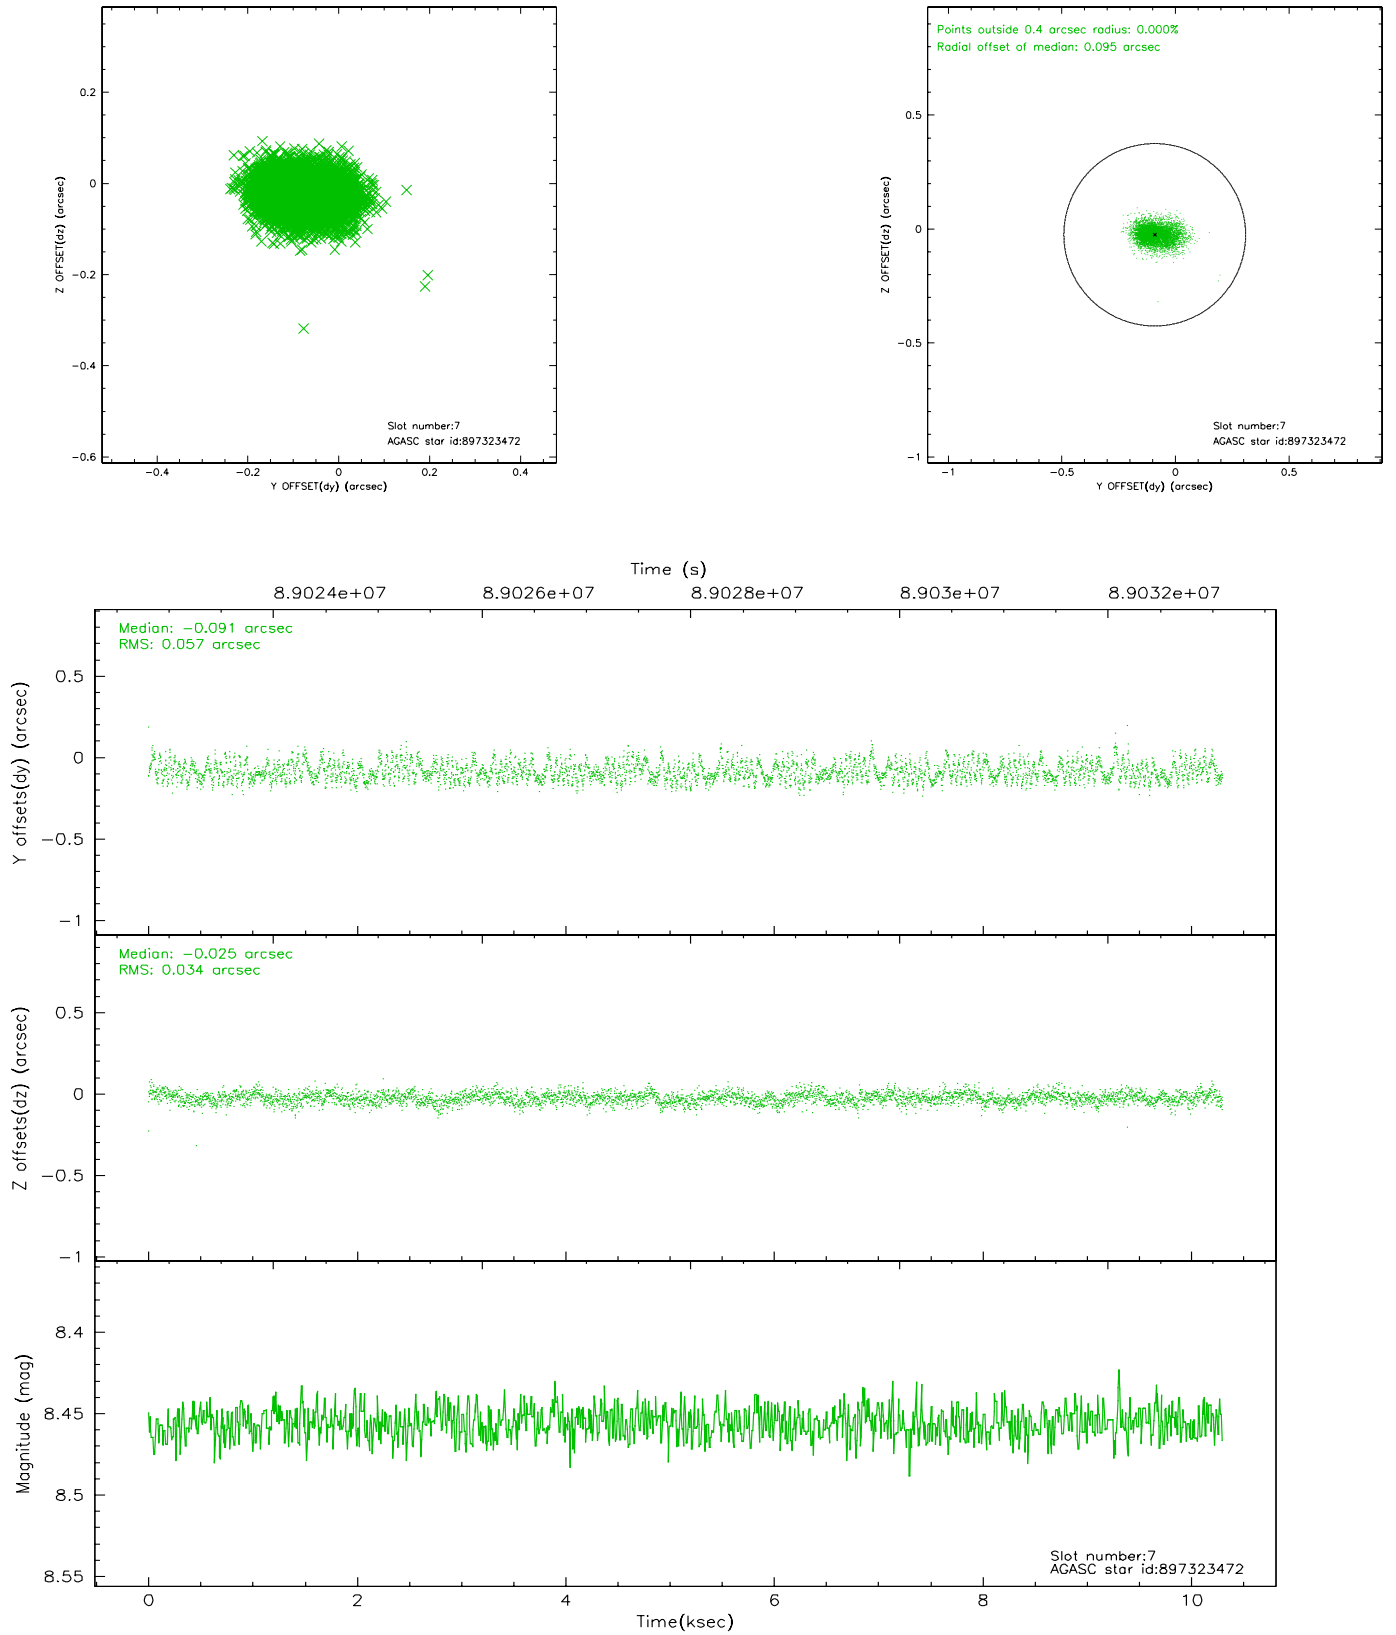 0.2
0
−0.2
−0.4
−0.6
Z OFFSET(dz) (arcsec)
Slot number:7
AGASC star id:897323472
−0.4 −0.2 0 0.2 0.4
Y OFFSET(dy) (arcsec)
Points outside 0.4 arcsec radius: 0.000%
Radial offset of median: 0.095 arcsec
0.5
0
−0.5
−1
Z OFFSET(dz) (arcsec)
Slot number:7
AGASC star id:897323472
−1 −0.5 0 0.5
Y OFFSET(dy) (arcsec)
Time (s)
8.9024e+07 8.9026e+07 8.9028e+07 8.903e+07 8.9032e+07
Median: −0.091 arcsec
RMS: 0.057 arcsec
0.5
0
−0.5
−1
Y offsets(dy) (arcsec)
Median: −0.025 arcsec
RMS: 0.034 arcsec
0.5
0
−0.5
−1
Z offsets(dz) (arcsec)
8.4
8.45
8.5
8.55
Magnitude (mag)
Slot number:7
AGASC star id:897323472
0 2 4 6 8 10
Time(ksec)